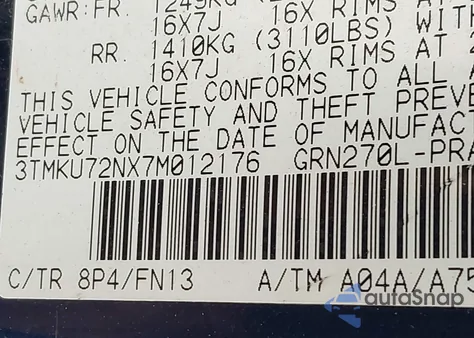 GAWR:FR. 1249KG
16X7J 16X RIMS AT
RR. 1410KG (3110LBS) WIT
16X7J 16X RIMS AT 2
THIS VEHICLE CONFORMS TO ALL
VEHICLE SAFETY AND THEFT PREVE
EFFECT ON THE DATE OF MANUFAC
3TMKU72NX7M012176 GRN270L-PRA
C/TR 8P4/FN13 A/TM A04A/A75
autoSnap